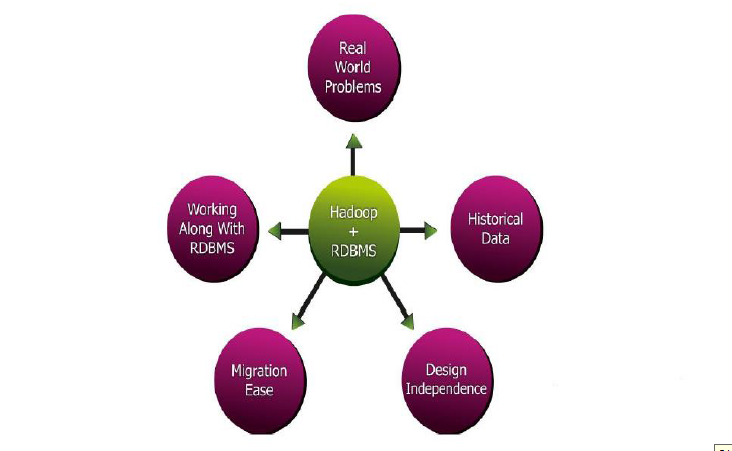 Real
World
Problems
Working
Along With
RDBMS
Hadoop
+
RDBMS
Historical
Data
Migration
Ease
Design
Independence